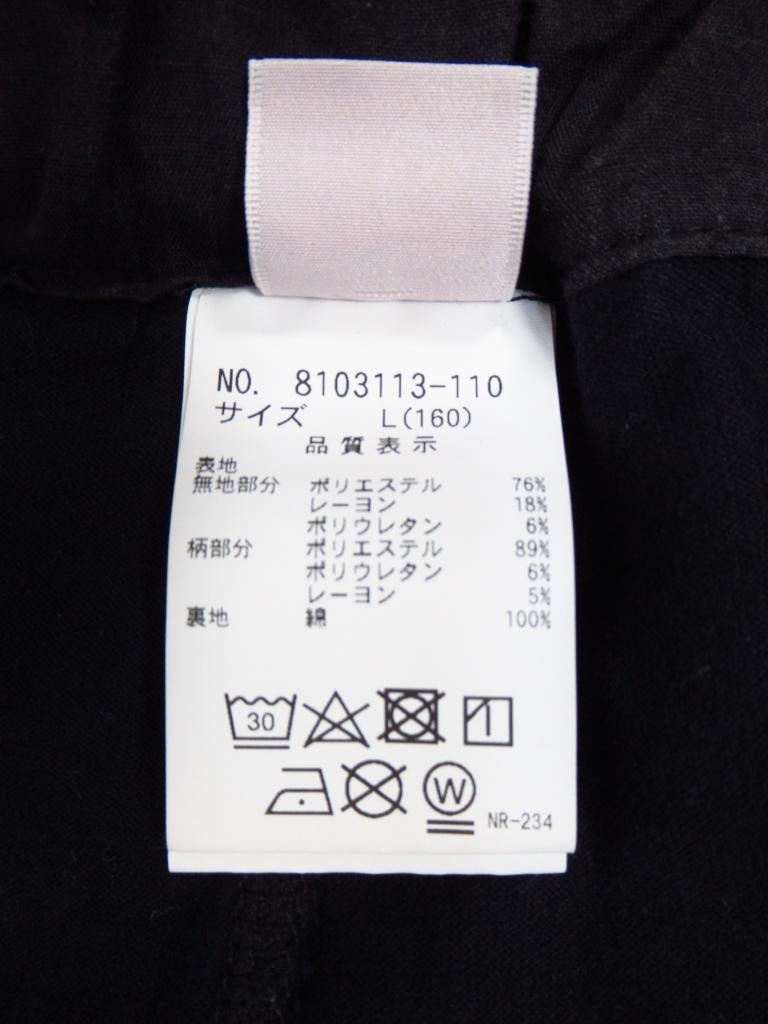 NO. 8103113-110
サイズ L(160)
品質表示
表地
無地部分 ポリエステル 76%
レーヨン 18%
ポリウレタン 6%
柄部分 ポリエステル 89%
ポリウレタン 6%
レーヨン 5%
裏地 綿 100%
30
W
NR-234